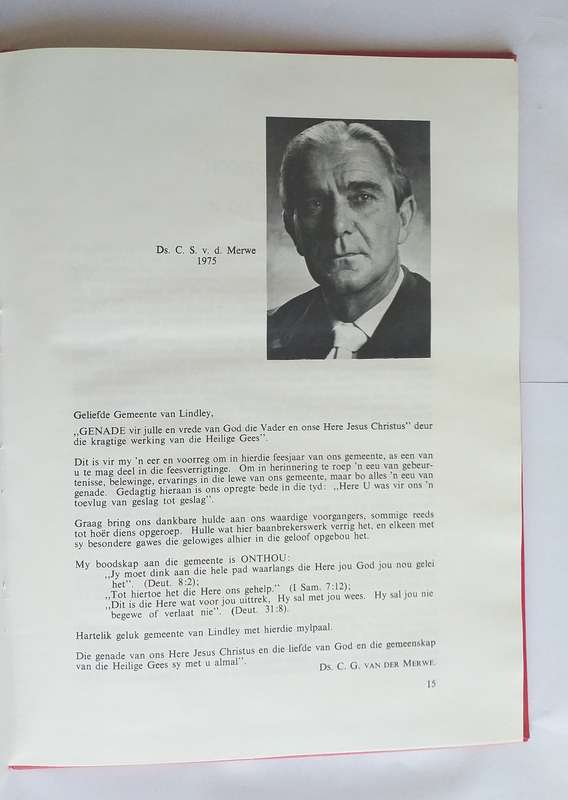 Ds. C. S. v. d. Merwe
1975
Geliefde Gemeente van Lindley,
„GENADE vir julle en vrede van God die Vader en onse Here Jesus Christus” deur
die kragtige werking van die Heilige Gees”.
Dit is vir my 'n eer en voorreg om in hierdie feesjaar van ons gemeente, as een van
u te mag deel in die feesverrigtinge. Om in herinnering te roep 'n eeu van gebeur-
tenisse, belewinge, ervarings in die lewe van ons gemeente, maar bo alles 'n eeu van
genade. Gedagtig hieraan is ons opregte bede in die tyd: „Here U was vir ons 'n
toevlug van geslag tot geslag”.
Graag bring ons dankbare hulde aan ons waardige voorgangers, sommige reeds
tot hoër diens opgeroep. Hulle wat hier baanbrekerswerk verrig het, en elkeen met
sy besondere gawes die gelowiges alhier in die geloof opgebou het.
My boodskap aan die gemeente is ONTHOU:
„Jy moet dink aan die hele pad waarlangs die Here jou God jou nou gelei
het”. (Deut. 8:2);
„Tot hiertoe het die Here ons gehelp.” (I Sam. 7:12);
„Dit is die Here wat voor jou uittrek, Hy sal met jou wees. Hy sal jou nie
begewe of verlaat nie”. (Deut. 31:8).
Hartelik geluk gemeente van Lindley met hierdie mylpaal.
Die genade van ons Here Jesus Christus en die liefde van God en die gemeenskap
van die Heilige Gees sy met u almal”.
Ds. C. G. VAN DER MERWE.
15